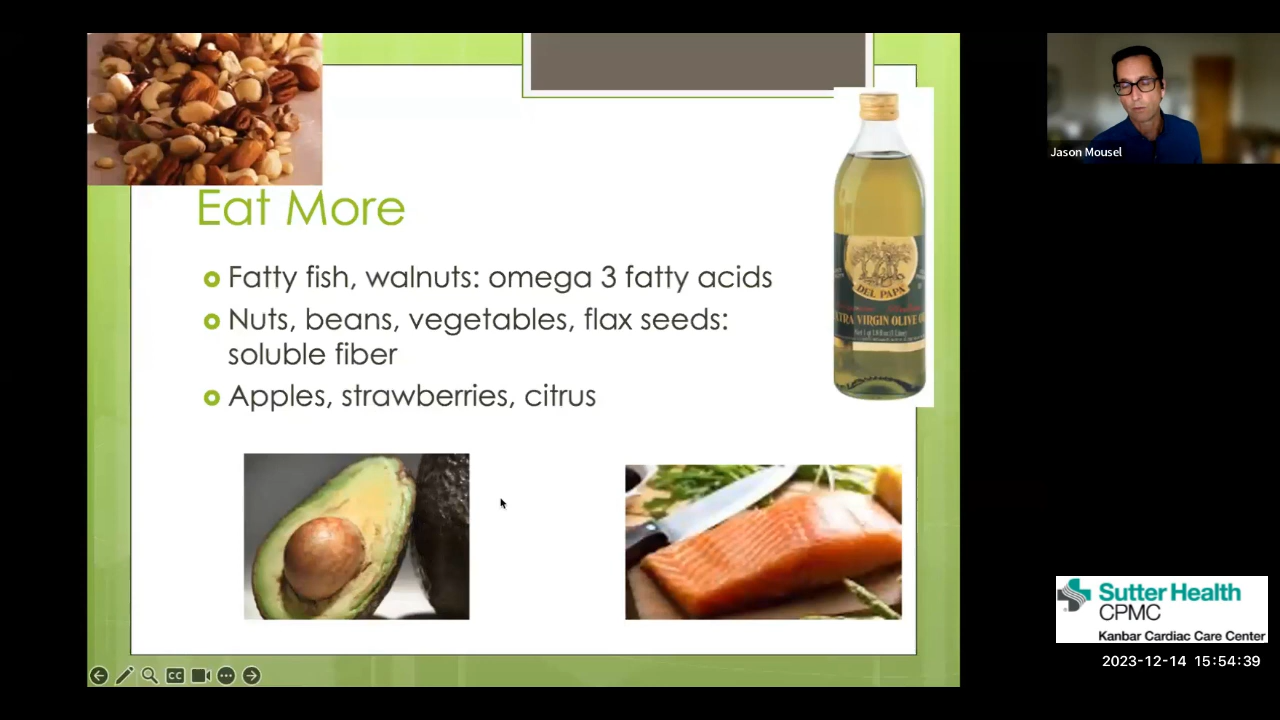 Eat More
Fatty fish, walnuts: omega 3 fatty acids
Nuts, beans, vegetables, flax seeds:
soluble fiber
Apples, strawberries, citrus
DEL PAPA
EXTRA VIRGIN OLIVE
CC
Jason Mousel
Sutter Health
CPMC
Kanbar Cardiac Care Center
2023-12-14 15:54:39